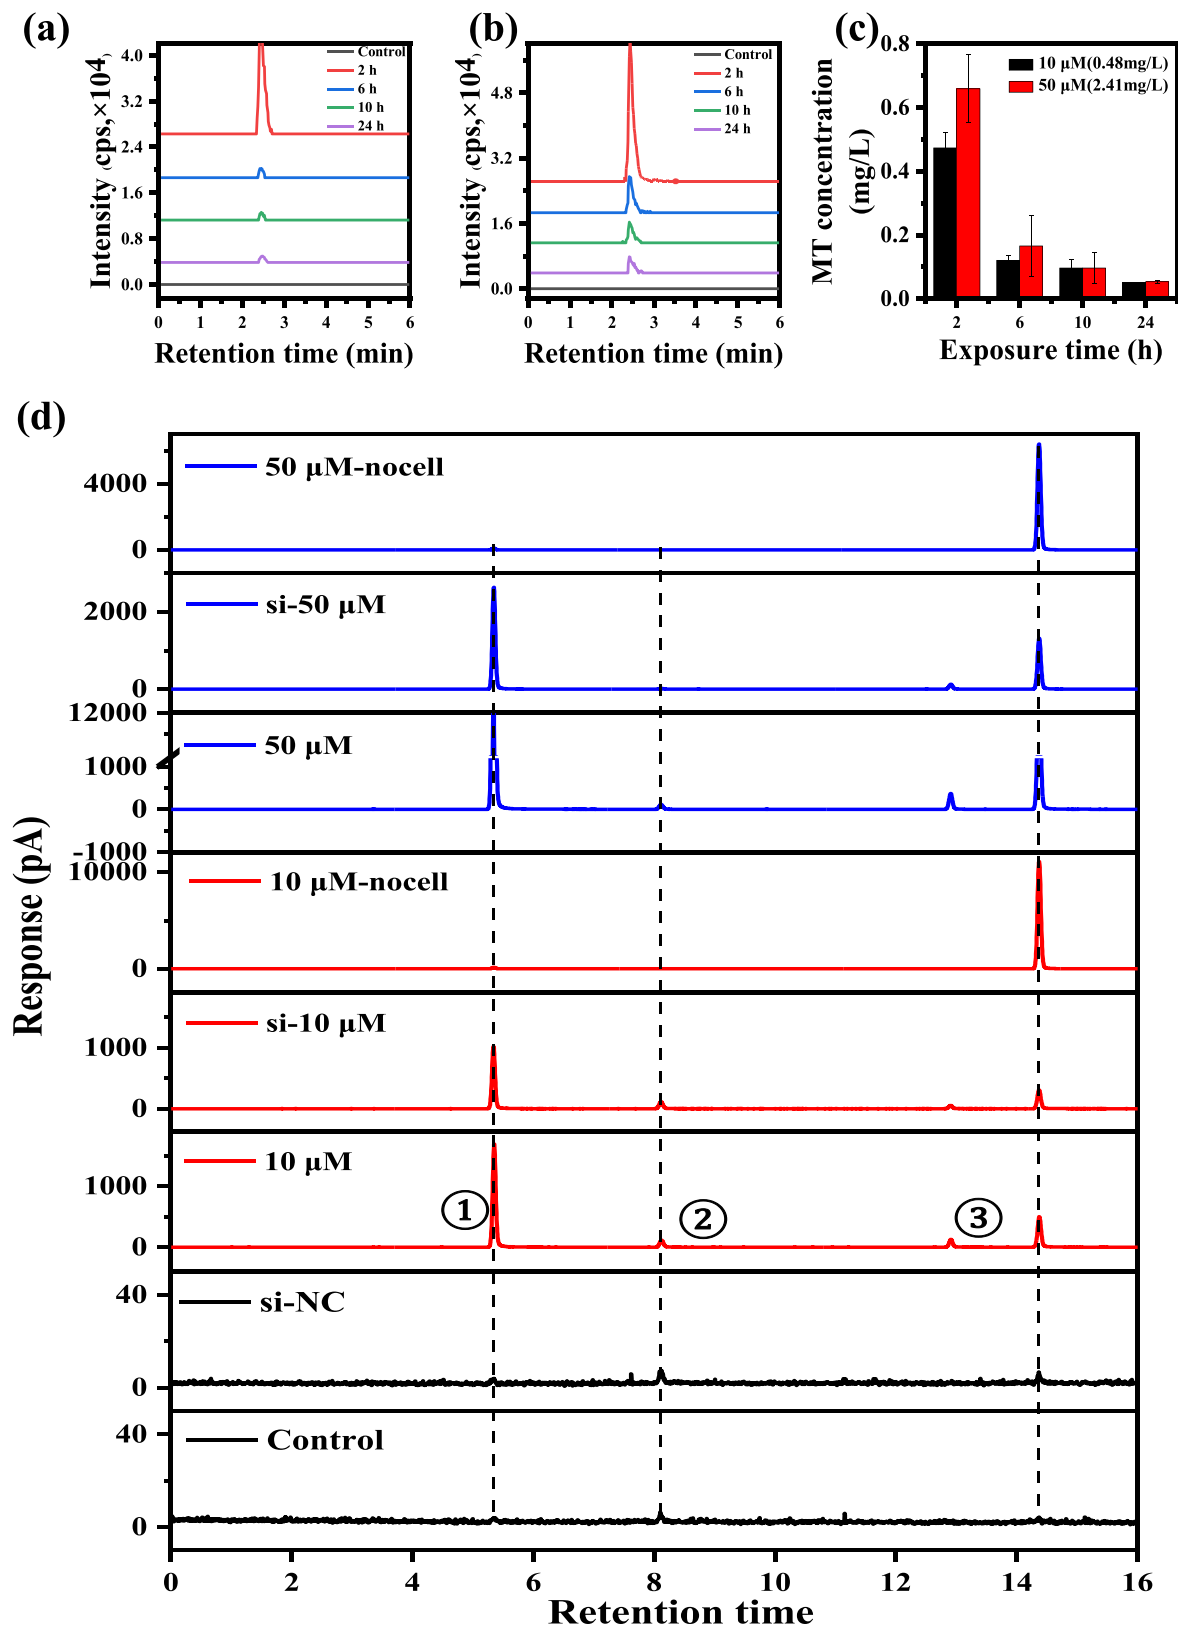 (a)
Intensity (cps,×10⁴)
4.0
3.2
2.4
1.6
0.8
0.0
Control
2 h
6 h
10 h
24 h
0 1 2 3 4 5 6
Retention time (min)
(b)
Intensity (cps,×10⁴)
4.8
3.2
1.6
0.0
Control
2 h
6 h
10 h
24 h
0 1 2 3 4 5 6
Retention time (min)
(c)
MT concentration
(mg/L)
0.8
0.6
0.4
0.2
0.0
10 μM(0.48mg/L)
50 μM(2.41mg/L)
2 6 10 24
Exposure time (h)
(d)
Response (pA)
50 μM-nocell
4000
0
si-50 μM
2000
0
12000
50 μM
1000
0
-1000
10000
10 μM-nocell
0
si-10 μM
1000
0
10 μM
1000
① ② ③
0
40
si-NC
0
40
Control
0
0 2 4 6 8 10 12 14 16
Retention time